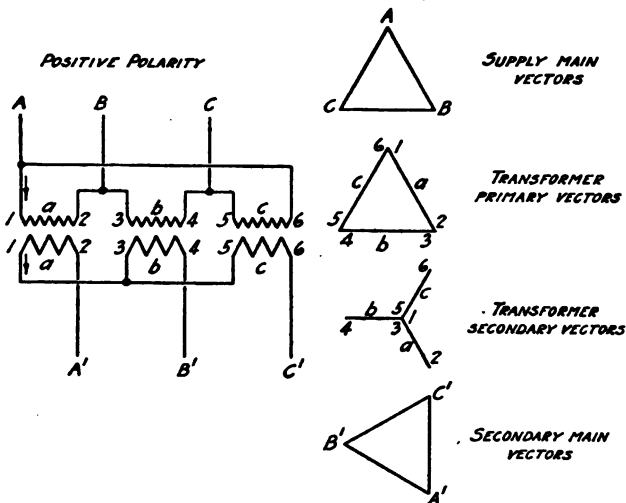 POSITIVE POLARITY
A B C
1 a 2 3 b 4 5 c 6
1 a 2 3 b 4 5 c 6
A' B' C'
A
C B
SUPPLY MAIN
VECTORS
6 1
c a
5 2
4 b 3
TRANSFORMER
PRIMARY VECTORS
6
b 5 c
4 3 1
a
2
TRANSFORMER
SECONDARY VECTORS
C'
B'
A'
SECONDARY MAIN
VECTORS